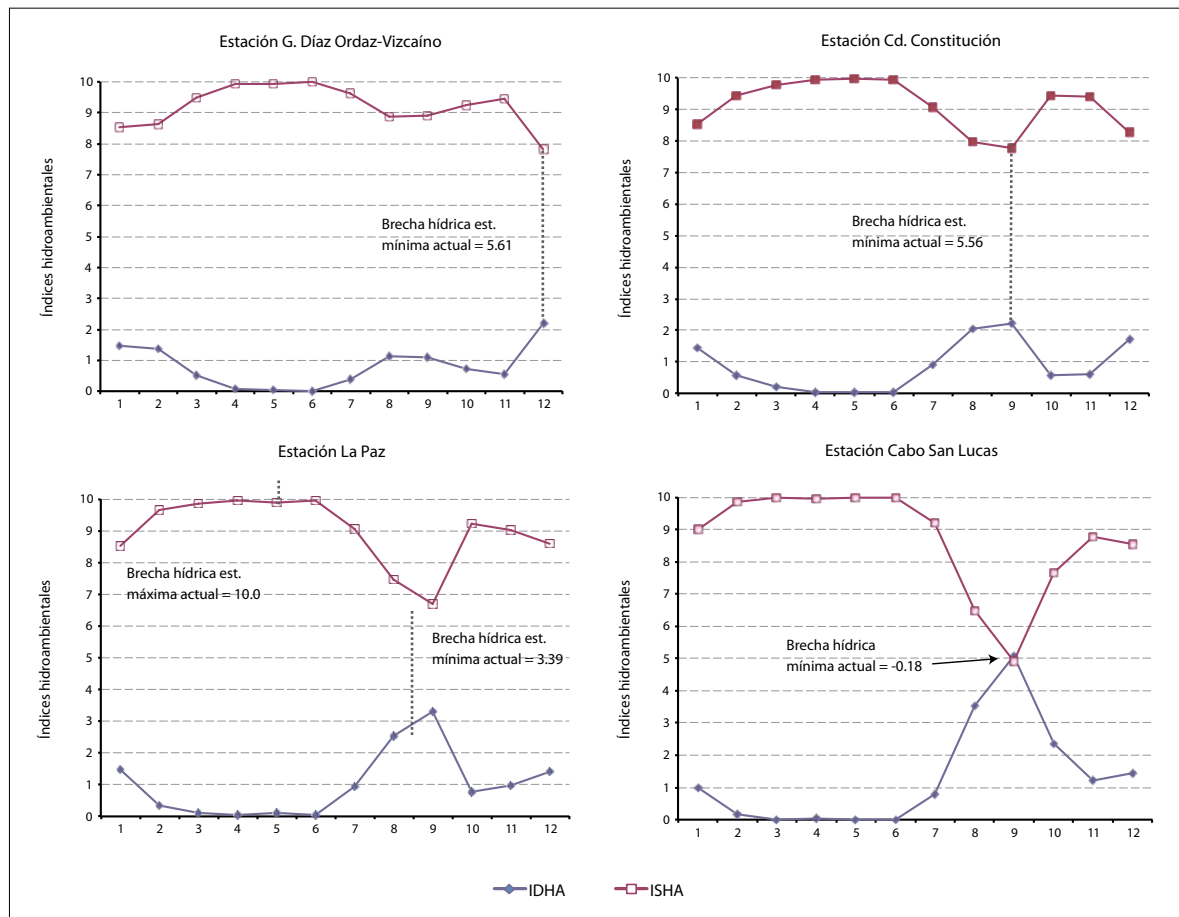 Estación G. Díaz Ordaz-Vizcaíno
Índices hidroambientales
10
9
8
7
6
5
4
3
2
1
0
Brecha hídrica est.
mínima actual = 5.61
1 2 3 4 5 6 7 8 9 10 11 12
Estación Cd. Constitución
Índices hidroambientales
10
9
8
7
6
5
4
3
2
1
0
Brecha hídrica est.
mínima actual = 5.56
1 2 3 4 5 6 7 8 9 10 11 12
Estación La Paz
Índices hidroambientales
10
9
8
7
6
5
4
3
2
1
0
Brecha hídrica est.
máxima actual = 10.0
Brecha hídrica est.
mínima actual = 3.39
1 2 3 4 5 6 7 8 9 10 11 12
Estación Cabo San Lucas
Índices hidroambientales
10
9
8
7
6
5
4
3
2
1
0
Brecha hídrica
mínima actual = -0.18
1 2 3 4 5 6 7 8 9 10 11 12
IDHA ISHA